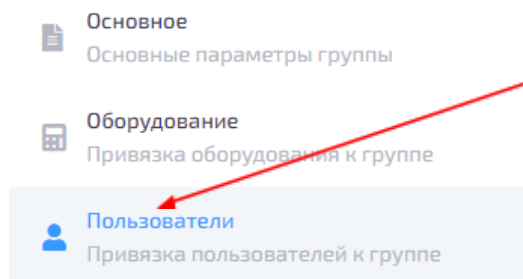 Основное
Основные параметры группы
Оборудование
Привязка оборудования к группе
Пользователи
Привязка пользователей к группе